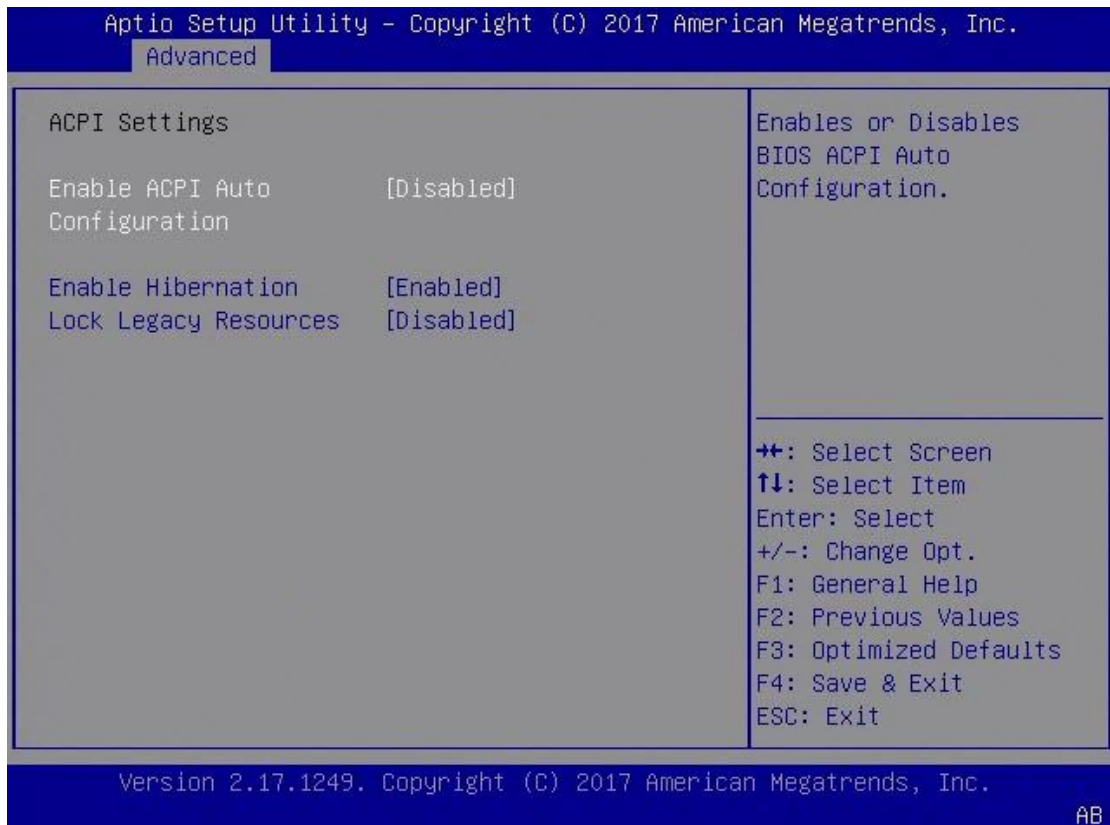 Aptio Setup Utility – Copyright (C) 2017 American Megatrends, Inc.
Advanced
ACPI Settings
Enable ACPI Auto [Disabled]
Configuration
Enable Hibernation [Enabled]
Lock Legacy Resources [Disabled]
Enables or Disables
BIOS ACPI Auto
Configuration.
→←: Select Screen
↑↓: Select Item
Enter: Select
+/-: Change Opt.
F1: General Help
F2: Previous Values
F3: Optimized Defaults
F4: Save & Exit
ESC: Exit
Version 2.17.1249. Copyright (C) 2017 American Megatrends, Inc.
AB